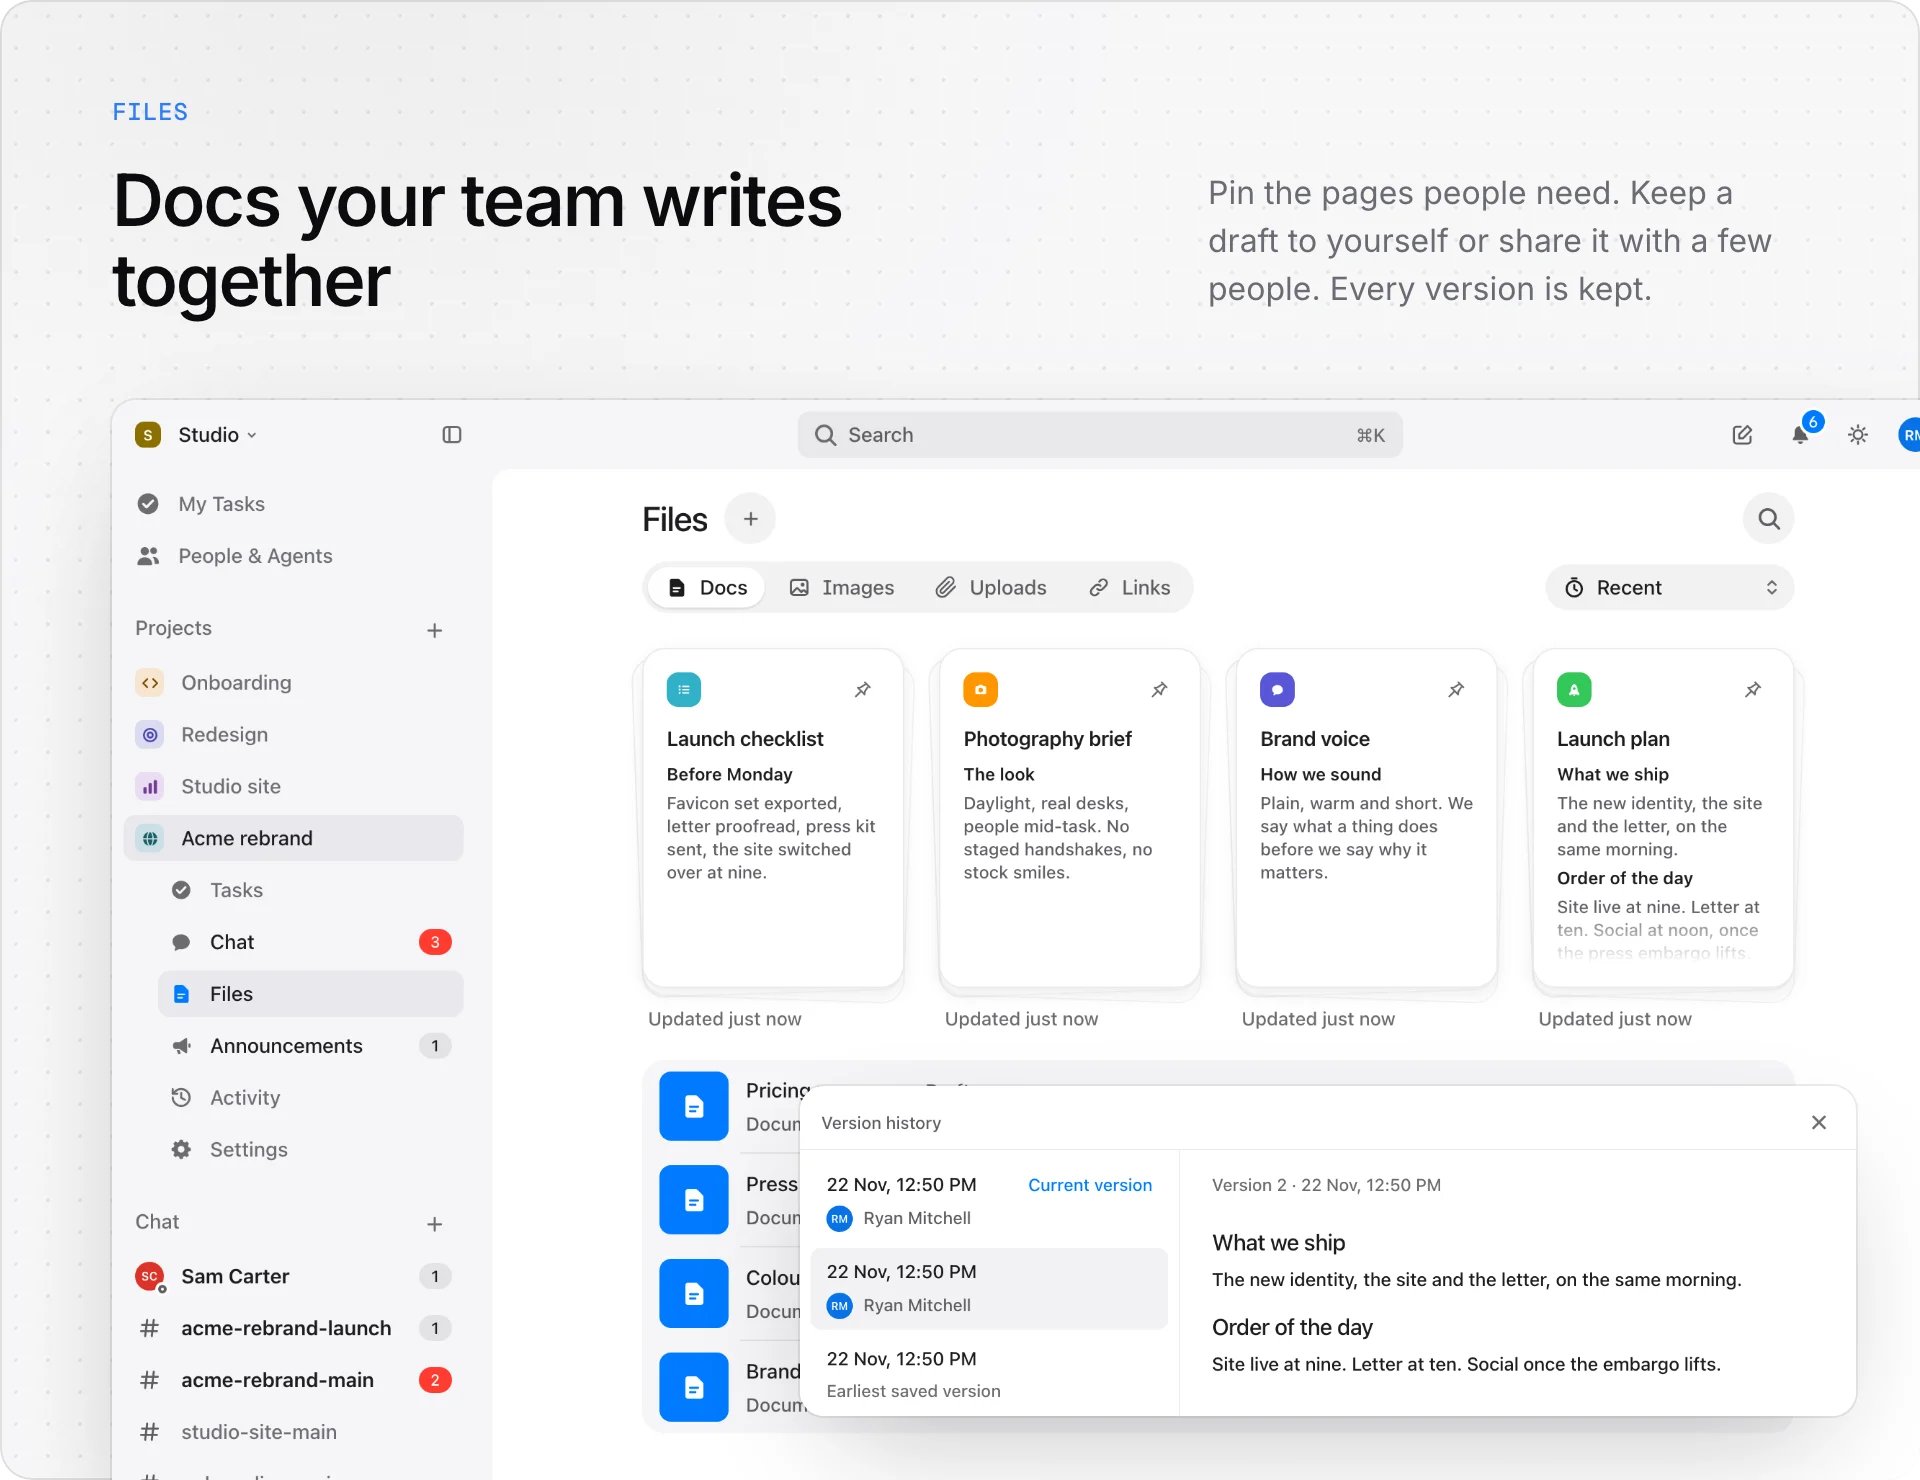 FILES
Docs your team writes
together
Pin the pages people need. Keep a
draft to yourself or share it with a few
people. Every version is kept.
S Studio
Search ⌘K
6
RM
My Tasks
People & Agents
Projects
Onboarding
Redesign
Studio site
Acme rebrand
Tasks
Chat 3
Files
Announcements 1
Activity
Settings
Chat
SC Sam Carter 1
# acme-rebrand-launch 1
# acme-rebrand-main 2
# studio-site-main
Files
Docs Images Uploads Links
Recent
Launch checklist
Before Monday
Favicon set exported,
letter proofread, press kit
sent, the site switched
over at nine.
Updated just now
Photography brief
The look
Daylight, real desks,
people mid-task. No
staged handshakes, no
stock smiles.
Updated just now
Brand voice
How we sound
Plain, warm and short. We
say what a thing does
before we say why it
matters.
Updated just now
Launch plan
What we ship
The new identity, the site
and the letter, on the
same morning.
Order of the day
Site live at nine. Letter at
ten. Social at noon, once
the press embargo lifts.
Updated just now
Pricing
Press
Brand
Version history
22 Nov, 12:50 PM Current version
RM Ryan Mitchell
22 Nov, 12:50 PM
RM Ryan Mitchell
22 Nov, 12:50 PM
Earliest saved version
Version 2 · 22 Nov, 12:50 PM
What we ship
The new identity, the site and the letter, on the same morning.
Order of the day
Site live at nine. Letter at ten. Social once the embargo lifts.